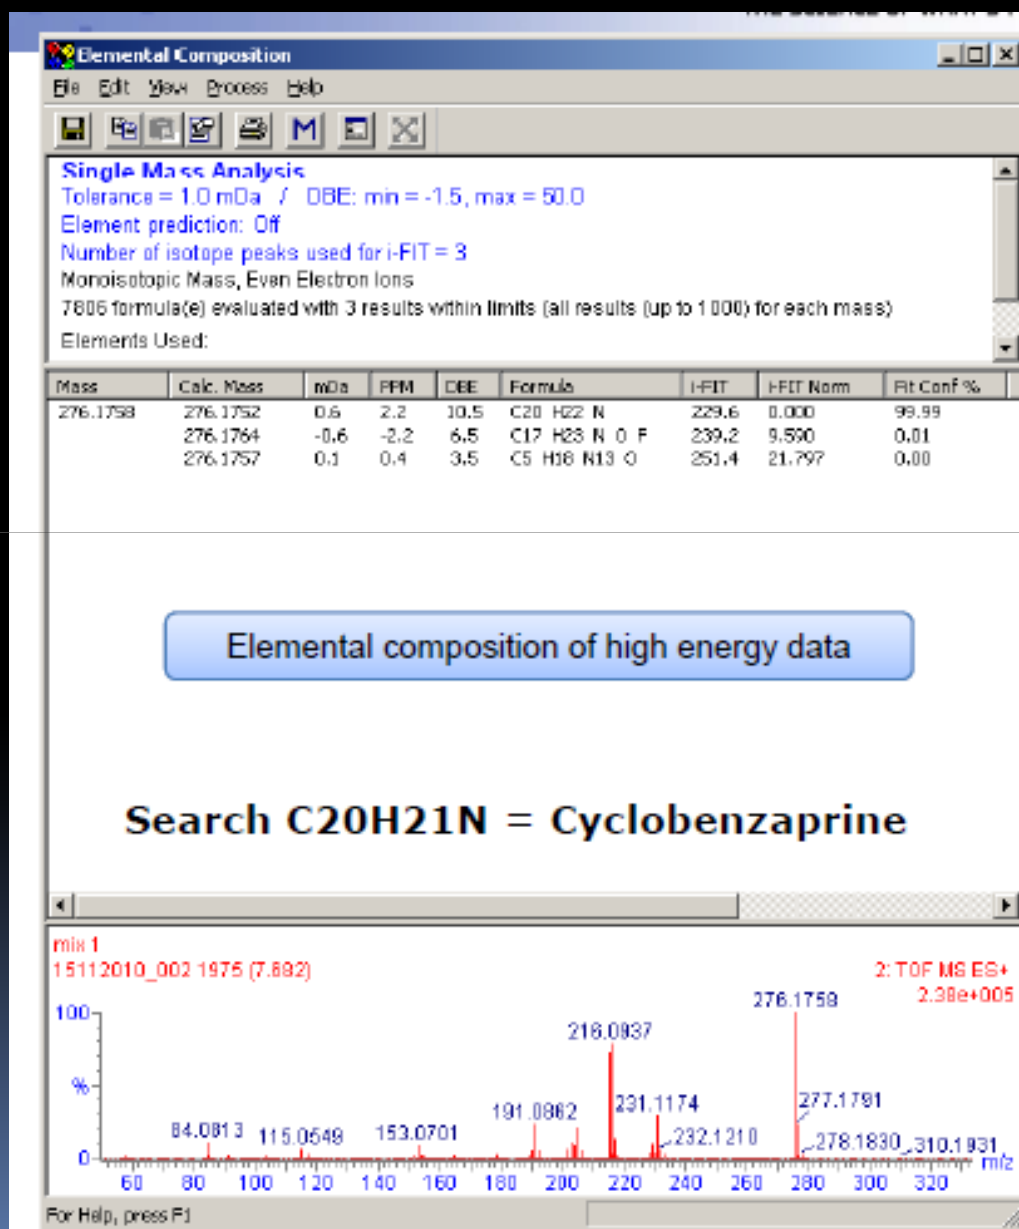 Elemental Composition
File Edit View Process Help
M
Single Mass Analysis
Tolerance = 1.0 mDa / DBE: min = -1.5, max = 50.0
Element prediction: Off
Number of isotope peaks used for i-FIT = 3
Monoisotopic Mass, Even Electron Ions
7806 formula(e) evaluated with 3 results within limits (all results (up to 1000) for each mass)
Elements Used:
Mass Calc. Mass mDa PPM DBE Formula i-FIT i-FIT Norm Fit Conf %
276.1758 276.1752 0.6 2.2 10.5 C20 H22 N 229.6 0.000 99.99
276.1764 -0.6 -2.2 6.5 C17 H23 N O F 239.2 9.590 0.01
276.1757 0.1 0.4 3.5 C5 H18 N13 O 251.4 21.797 0.00
Elemental composition of high energy data
Search C20H21N = Cyclobenzaprine
mix 1
15112010_002 1975 (7.692)
2: TOF MS ES+
2.38e+005
276.1758
100
216.0937
%
191.0862
231.1174
277.1791
84.0813
115.0549
153.0701
232.1210
278.1830
310.1931
0
m/z
60 80 100 120 140 160 180 200 220 240 260 280 300 320
For Help, press F1